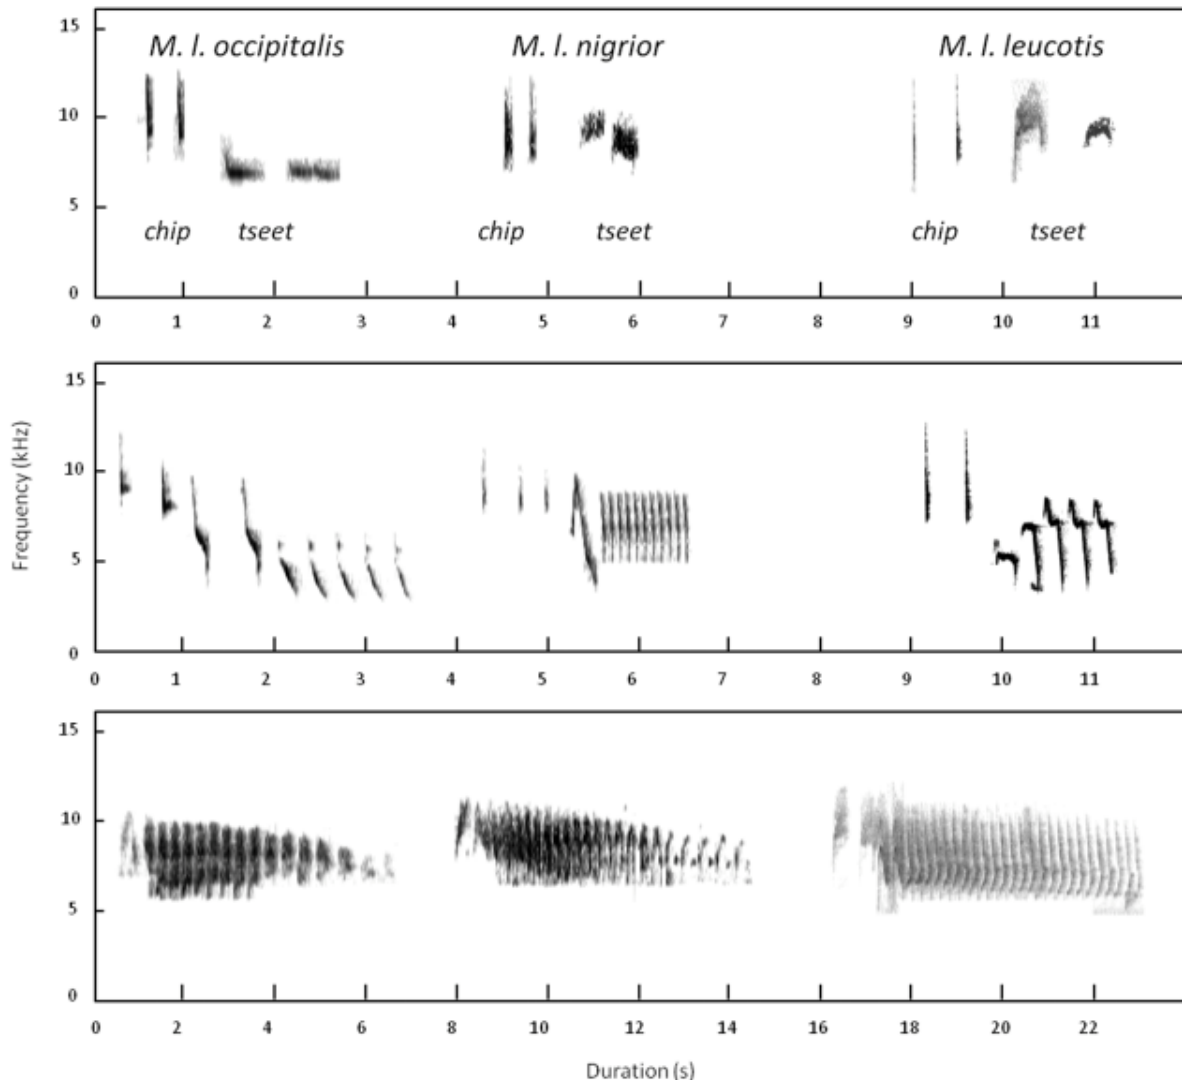 15
M. l. occipitalis M. l. nigrior M. l. leucotis
10
5
chip tseet chip tseet chip tseet
0
0 1 2 3 4 5 6 7 8 9 10 11
15
10
Frequency (kHz)
5
0
0 1 2 3 4 5 6 7 8 9 10 11
15
10
5
0
0 2 4 6 8 10 12 14 16 18 20 22
Duration (s)